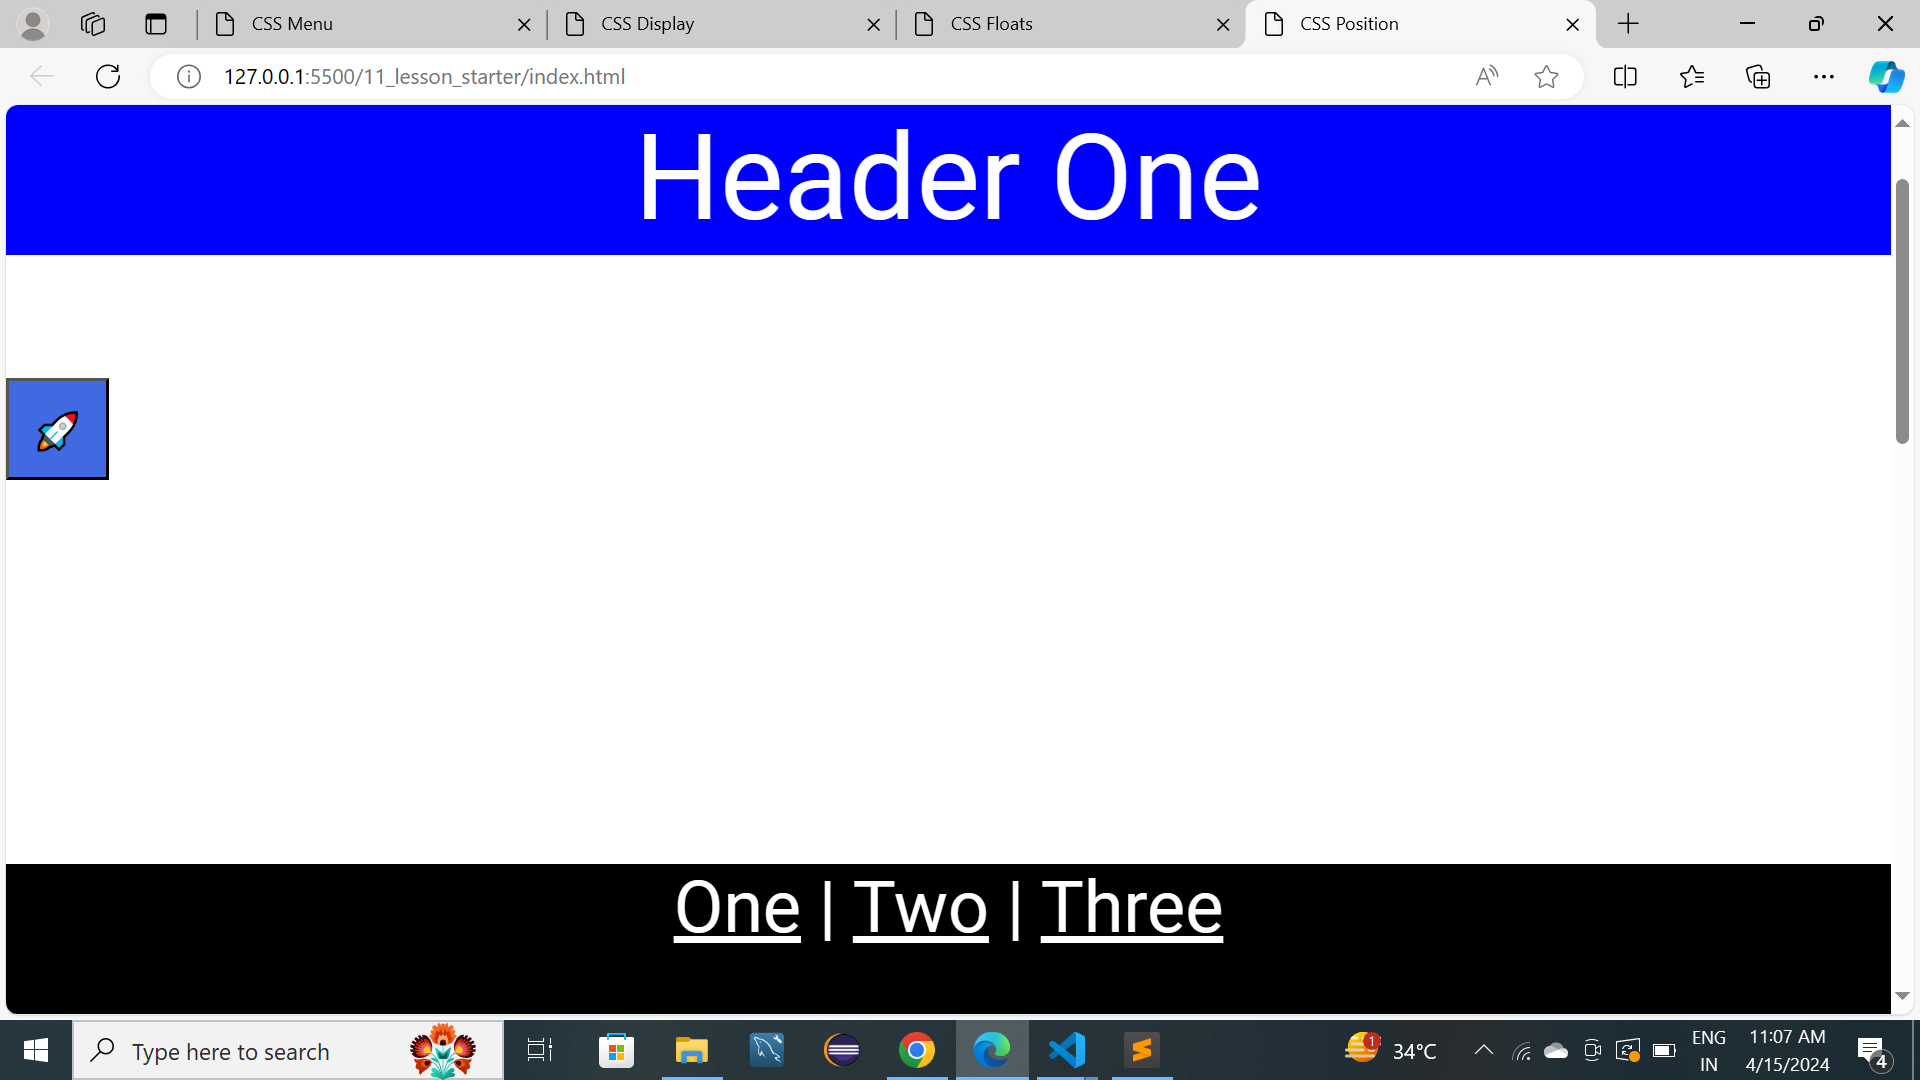 CSS Menu
CSS Display
CSS Floats
CSS Position
127.0.0.1:5500/11_lesson_starter/index.html
Header One
One | Two | Three
Type here to search
1
34°C
ENG
IN
11:07 AM
4/15/2024
4